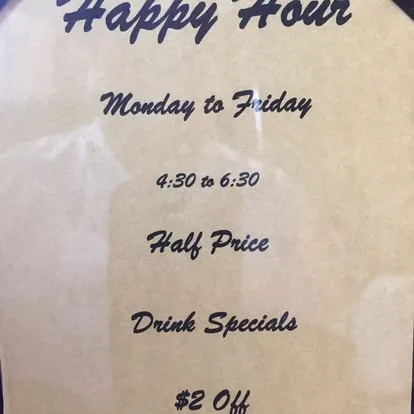 Happy Hour
Monday to Friday
4:30 to 6:30
Half Price
Drink Specials
$2 Off